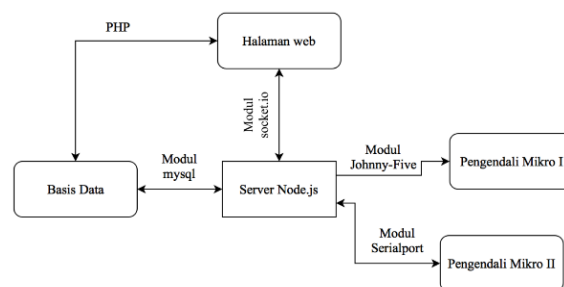 PHP
Halaman web
Modul
socket.io
Modul
mysql
Basis Data
Server Node.js
Modul
Johnny-Five
Pengendali Mikro I
Modul
Serialport
Pengendali Mikro II